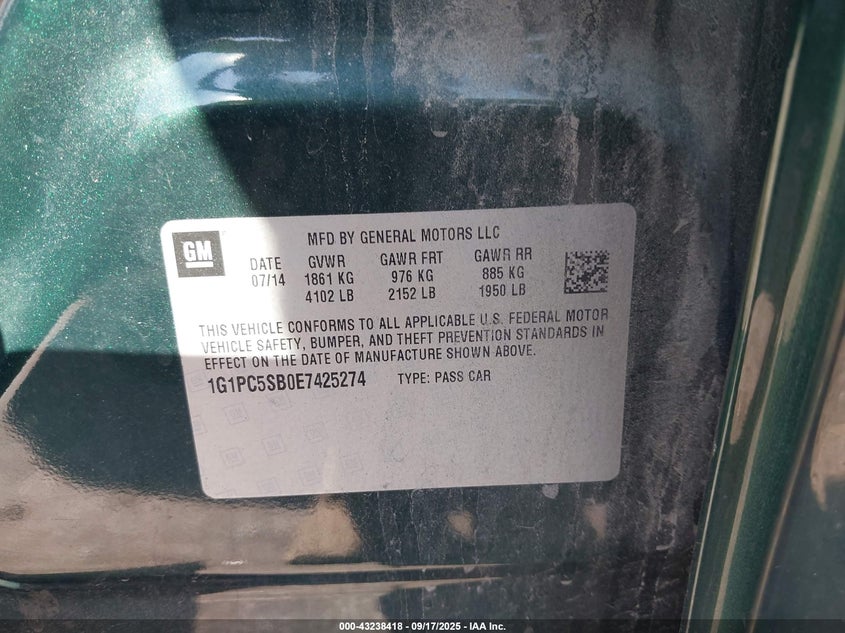 GM
MFD BY GENERAL MOTORS LLC
DATE GVWR GAWR FRT GAWR RR
07/14 1861 KG 976 KG 885 KG
4102 LB 2152 LB 1950 LB
THIS VEHICLE CONFORMS TO ALL APPLICABLE U.S. FEDERAL MOTOR
VEHICLE SAFETY, BUMPER, AND THEFT PREVENTION STANDARDS IN
EFFECT ON THE DATE OF MANUFACTURE SHOWN ABOVE.
1G1PC5SB0E7425274 TYPE: PASS CAR
000-43238418 - 09/17/2025 - IAA Inc.